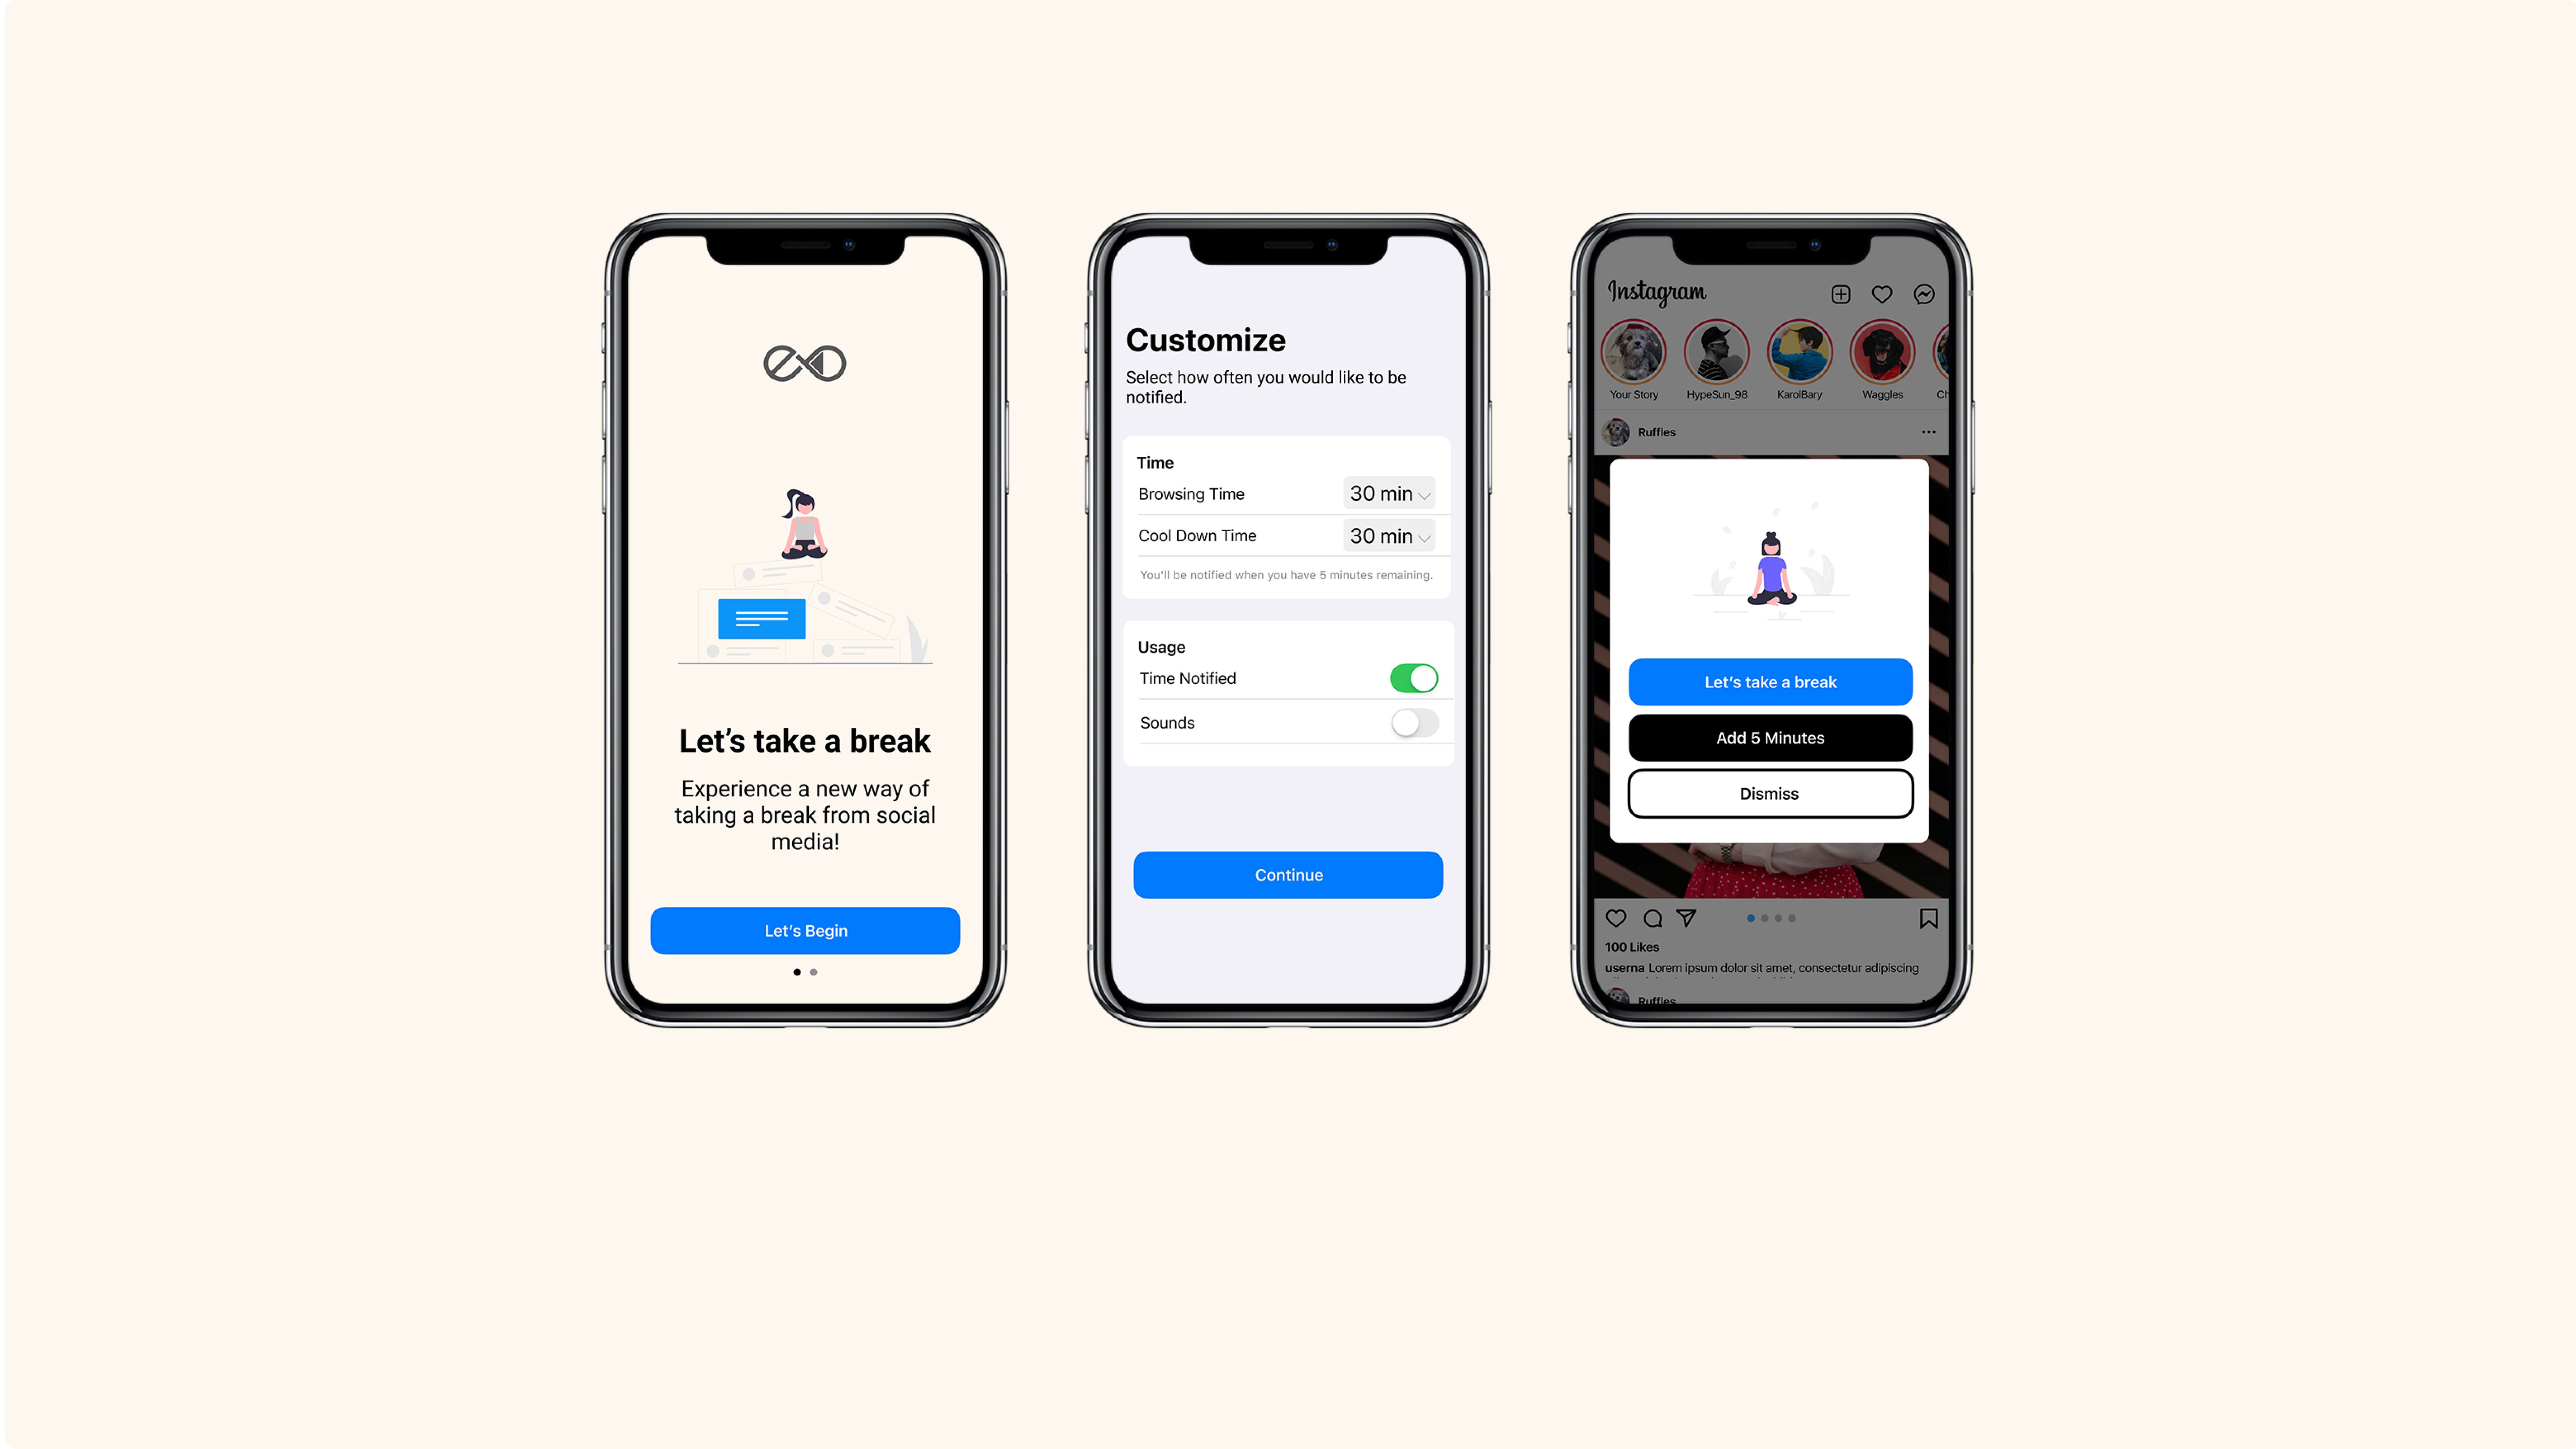 Let's take a break
Experience a new way of
taking a break from social
media!
Let's Begin
Customize
Select how often you would like to be
notified.
Time
Browsing Time
30 min
Cool Down Time
30 min
You'll be notified when you have 5 minutes remaining.
Usage
Time Notified
Sounds
Continue
Instagram
Your Story
HypeSun_98
KarolBary
Waggles
Ch
Ruffles
Let's take a break
Add 5 Minutes
Dismiss
100 Likes
userna Lorem ipsum dolor sit amet, consectetur adipiscing
Ruffles